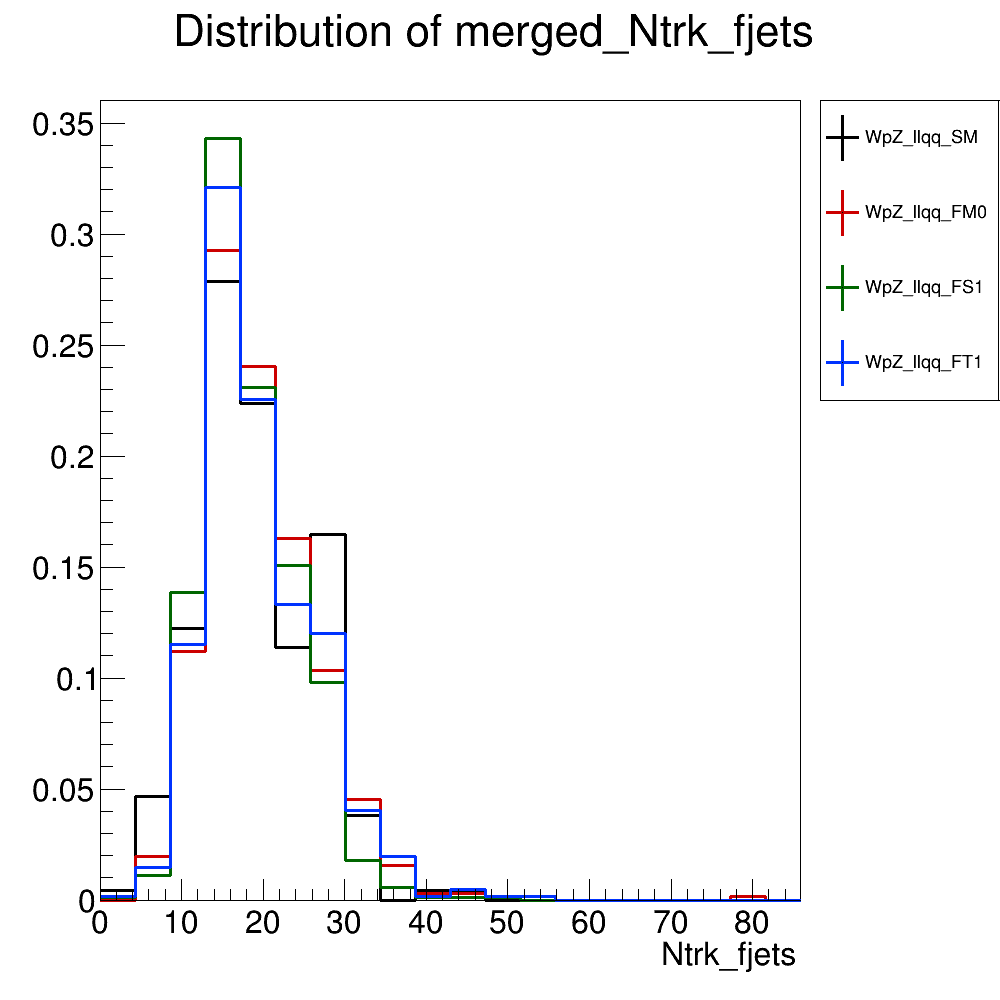 Distribution of merged_Ntrk_fjets
0.35
0.3
0.25
0.2
0.15
0.1
0.05
0
0 10 20 30 40 50 60 70 80
Ntrk_fjets
WpZ_llqq_SM
WpZ_llqq_FM0
WpZ_llqq_FS1
WpZ_llqq_FT1